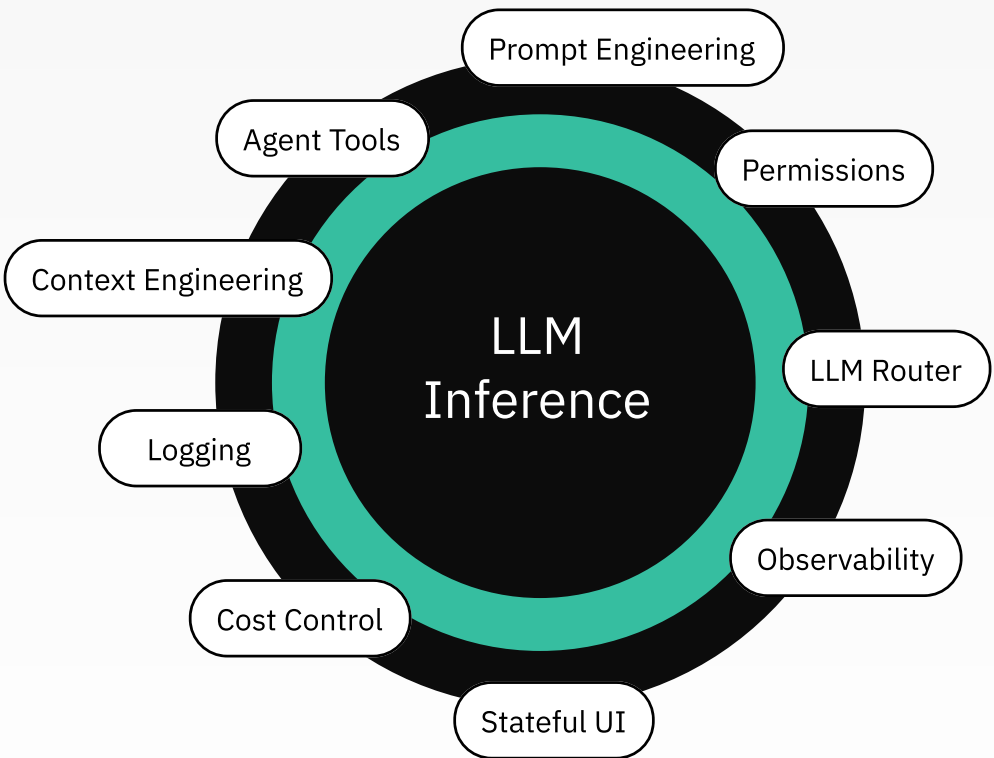 Prompt Engineering
Agent Tools
Permissions
Context Engineering
LLM
Inference
LLM Router
Logging
Observability
Cost Control
Stateful UI